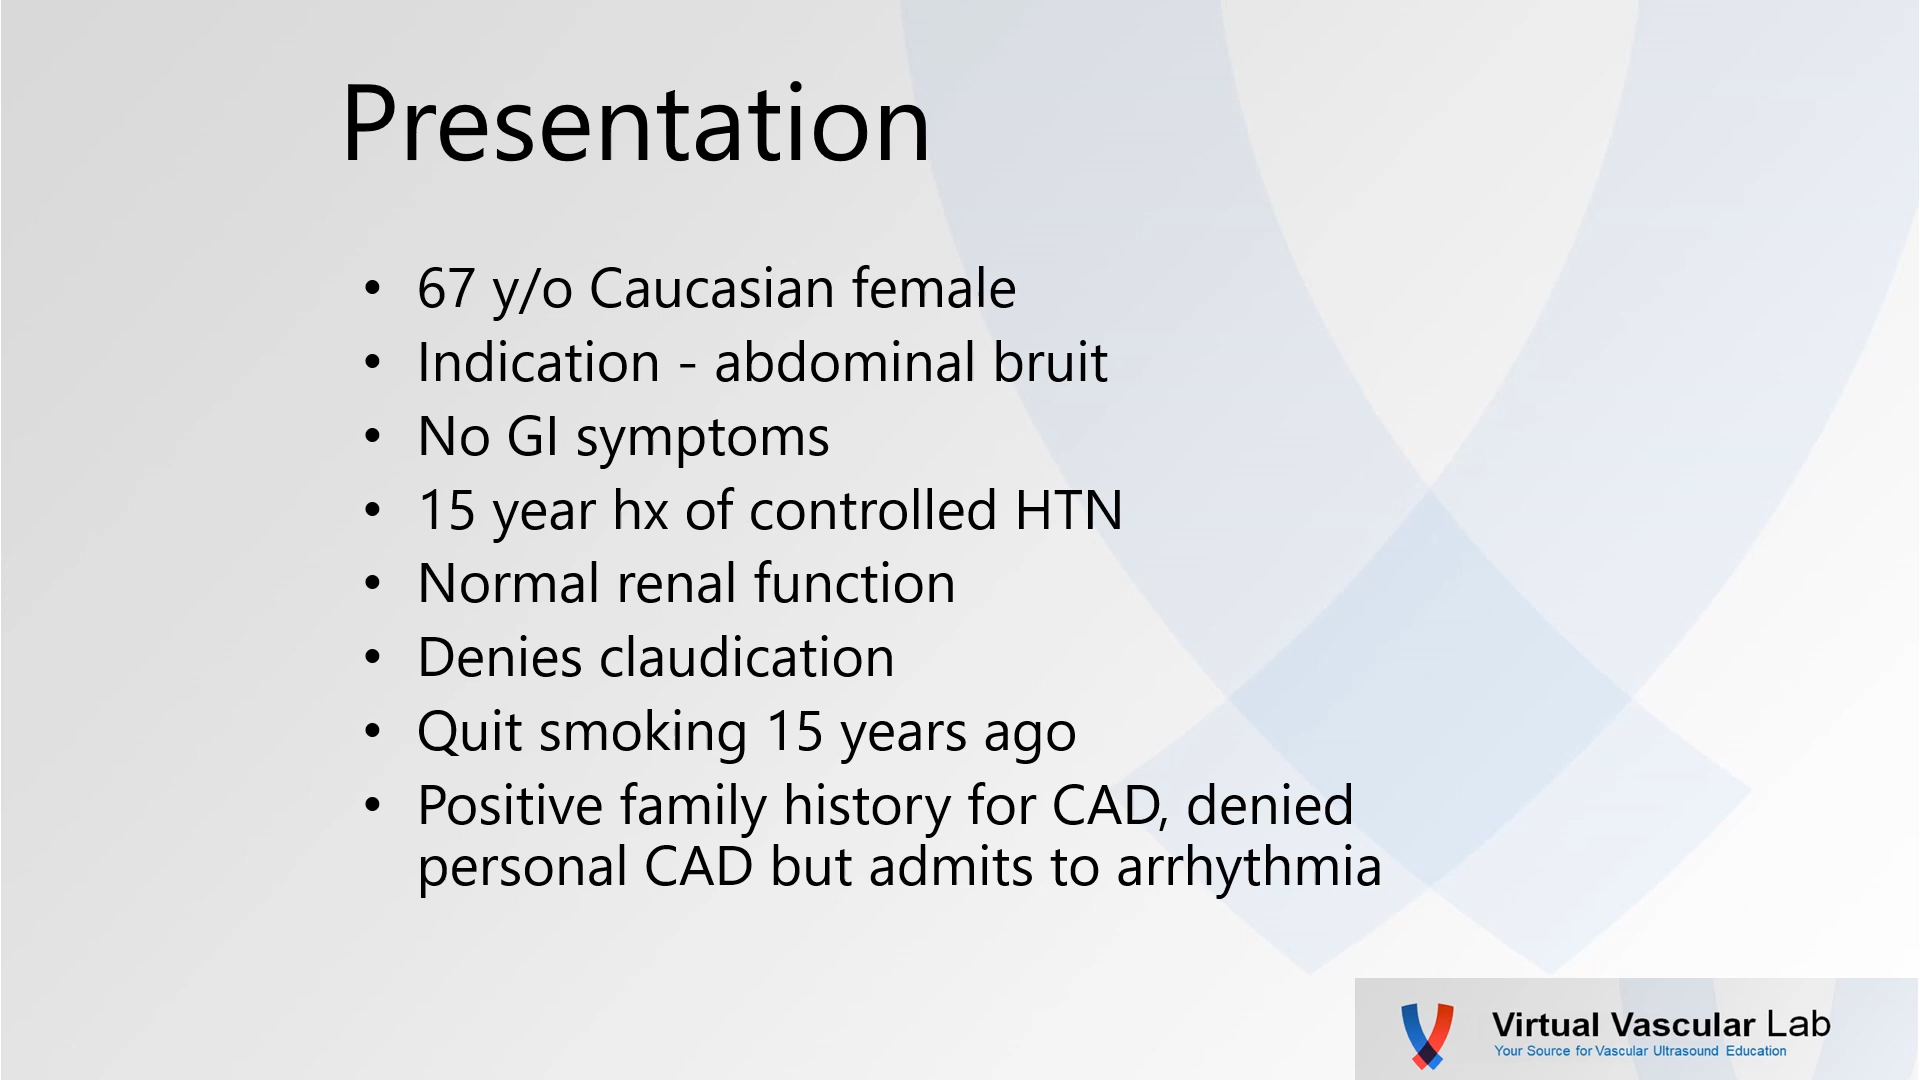 Presentation
• 67 y/o Caucasian female
• Indication - abdominal bruit
• No GI symptoms
• 15 year hx of controlled HTN
• Normal renal function
• Denies claudication
• Quit smoking 15 years ago
• Positive family history for CAD, denied
personal CAD but admits to arrhythmia
Virtual Vascular Lab
Your Source for Vascular Ultrasound Education